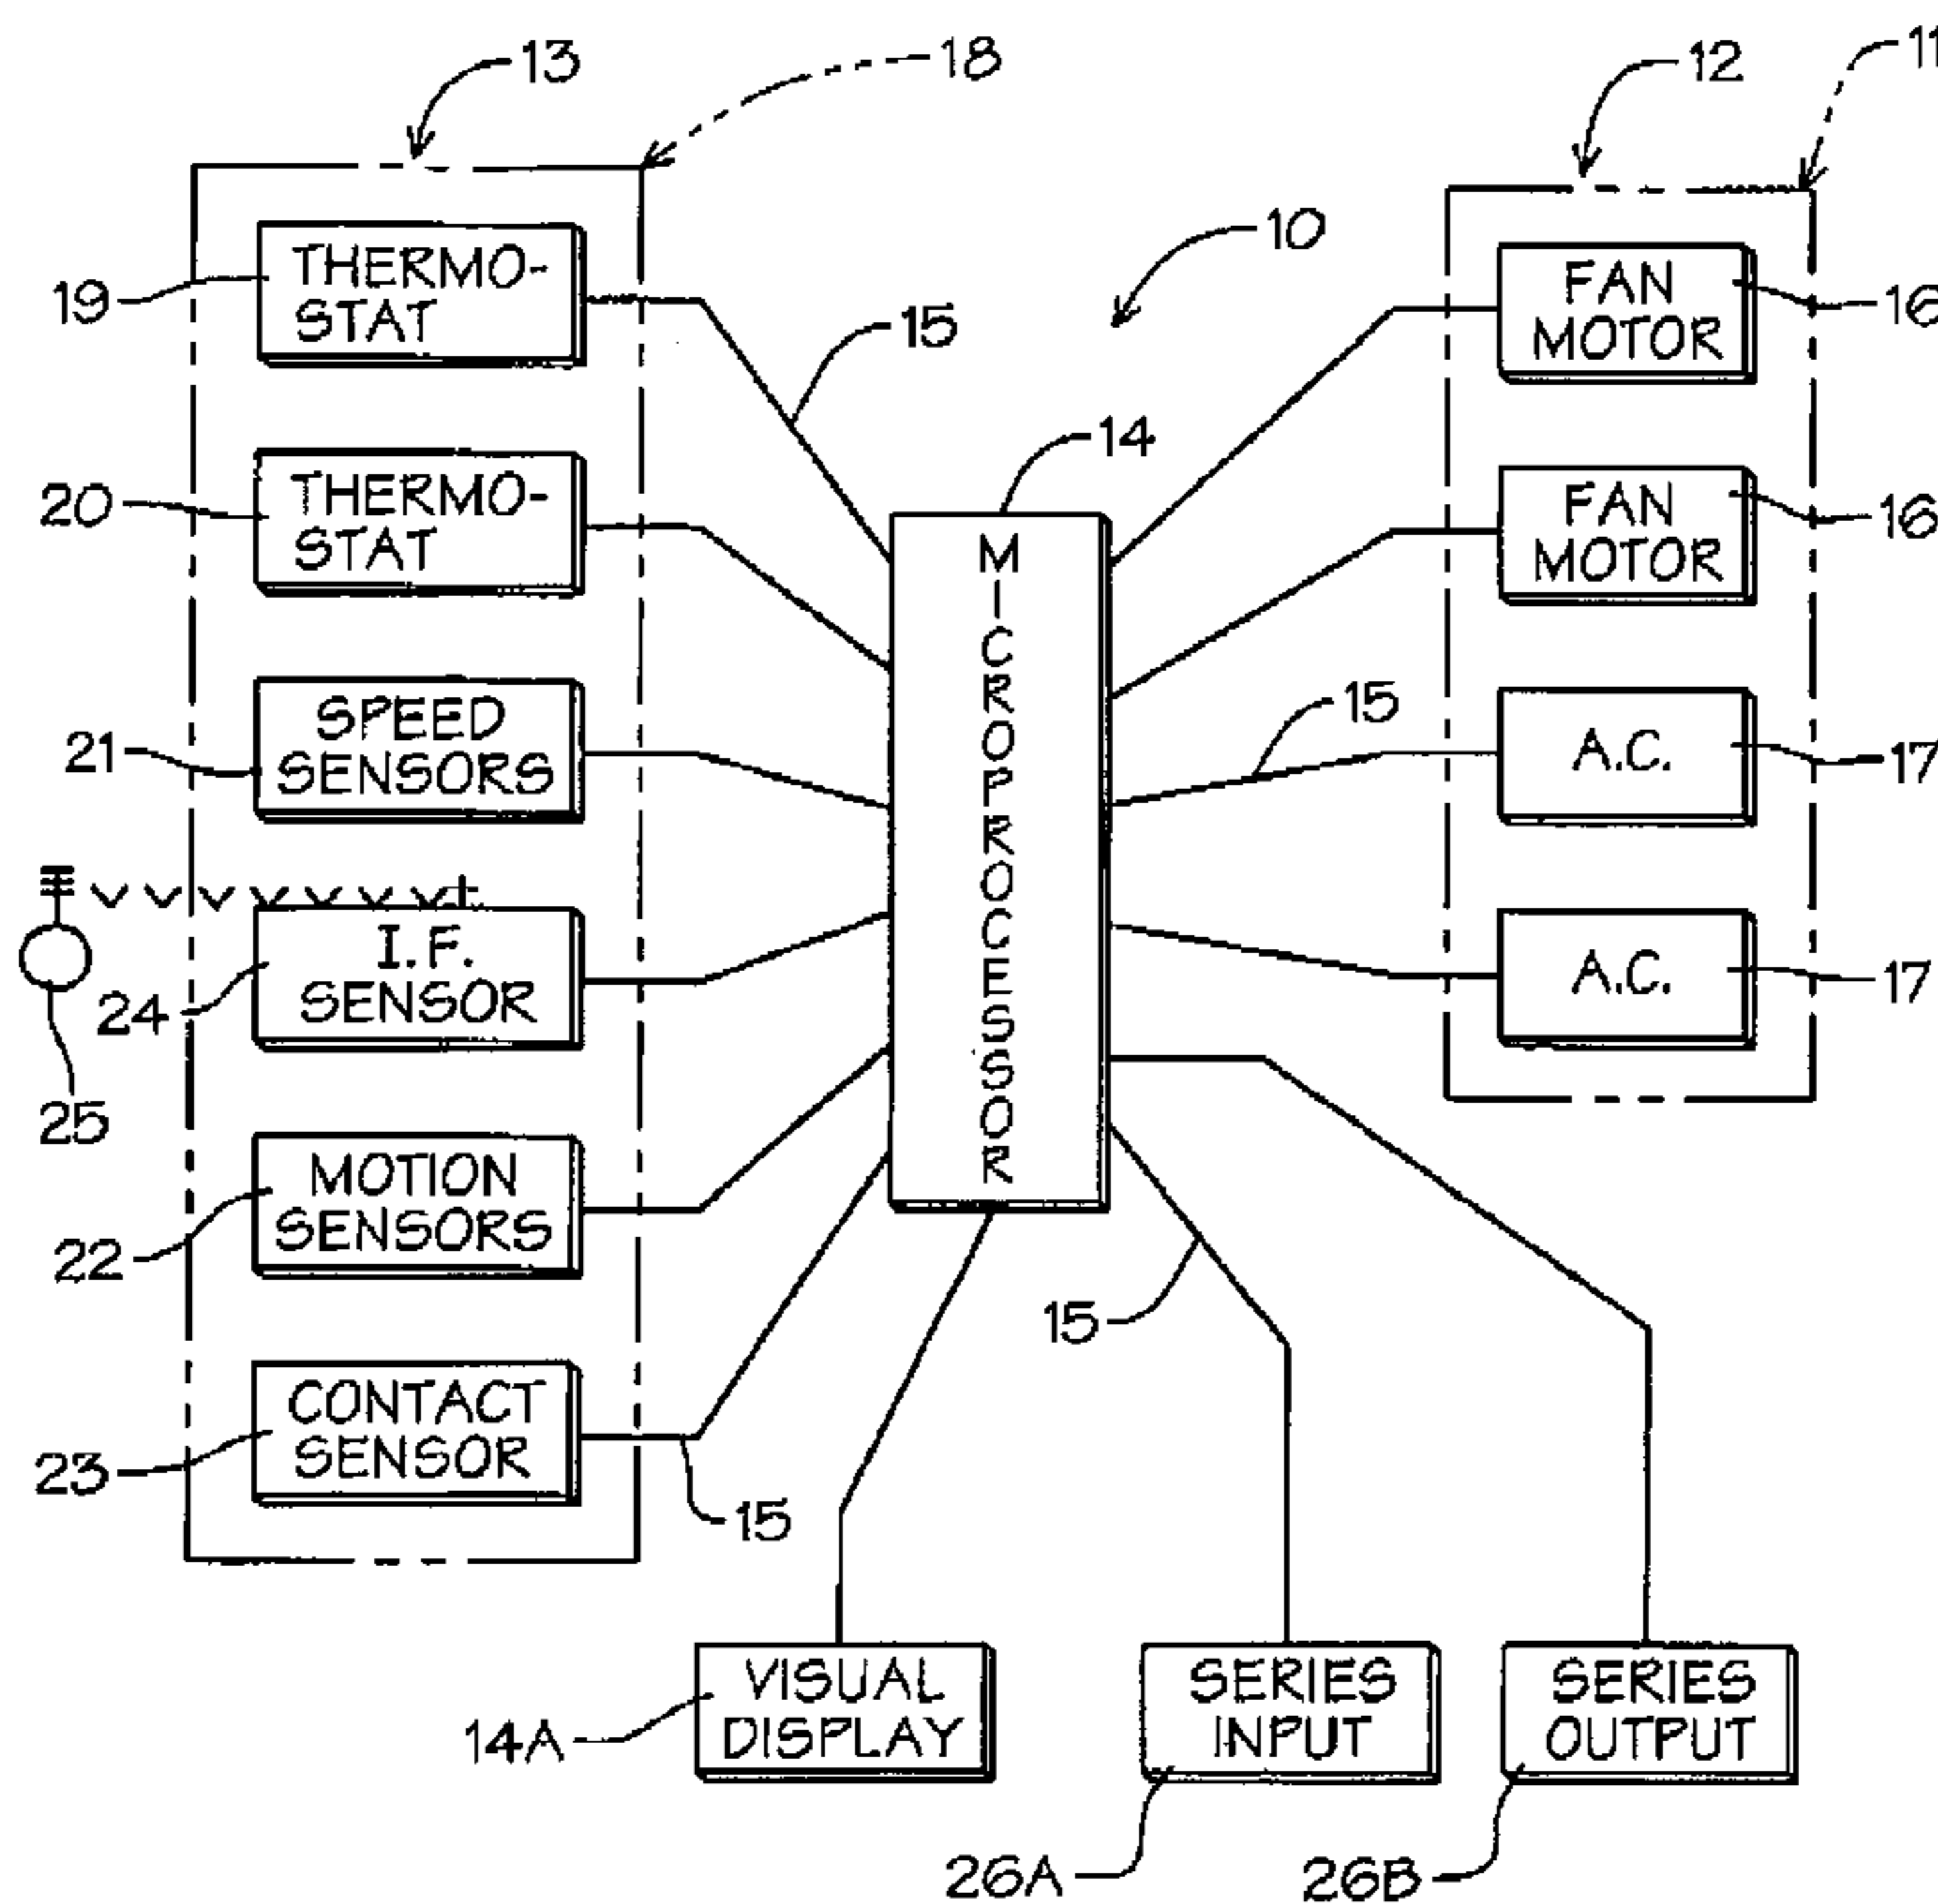 13
18
12
11
THERMO-
STAT
19
10
FAN
MOTOR
16
15
14
THERMO-
STAT
20
FAN
MOTOR
16
MICROPROCESSOR
SPEED
SENSORS
21
15
A.C.
17
I.F.
SENSOR
24
25
A.C.
17
MOTION
SENSORS
22
15
CONTACT
SENSOR
23
15
VISUAL
DISPLAY
14A
SERIES
INPUT
SERIES
OUTPUT
26A
26B